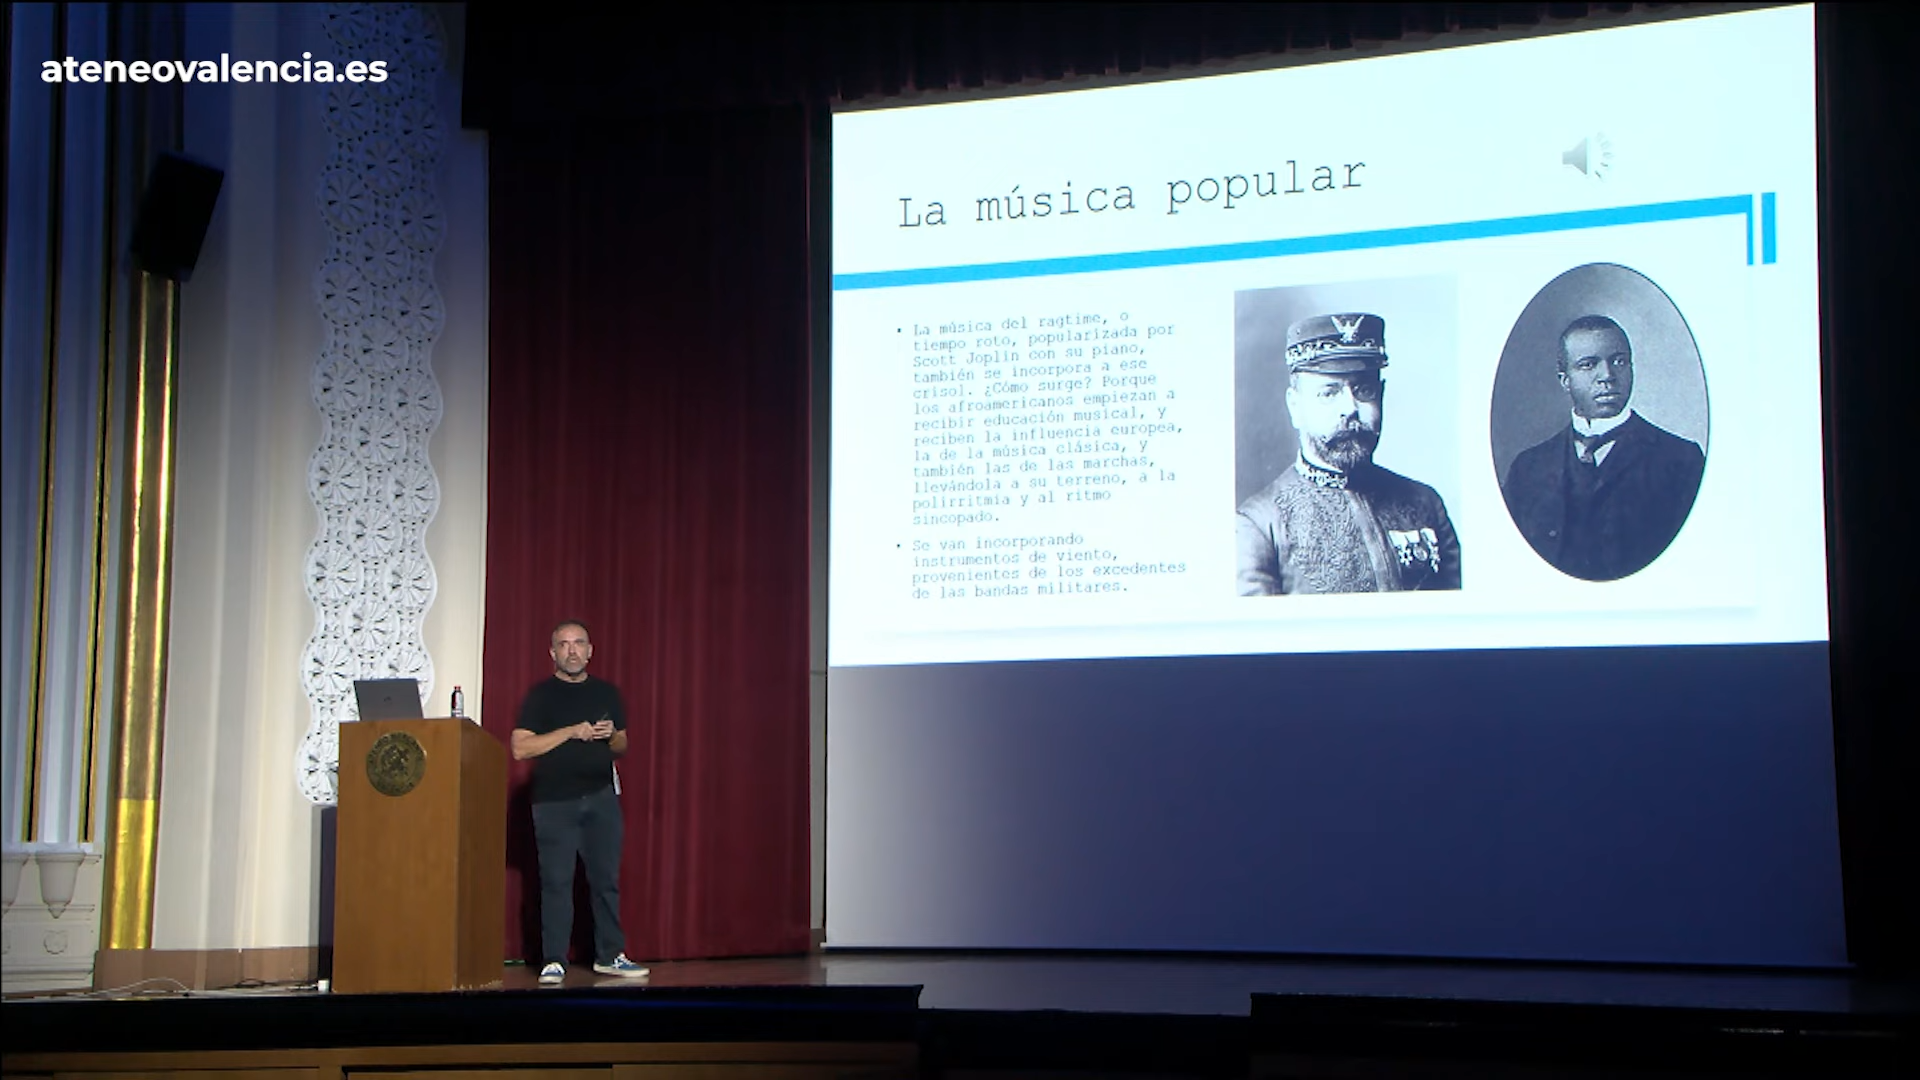 ateneovalencia.es
La música popular
• La música del ragtime, o
tiempo roto, popularizada por
Scott Joplin con su piano,
también se incorpora a ese
crisol. ¿Cómo surge? Porque
los afroamericanos empiezan a
recibir educación musical, y
reciben la influencia europea,
la de la música clásica, y
también las de las marchas,
llevándola a su terreno, a la
polirritmia y al ritmo
sincopado.
• Se van incorporando
instrumentos de viento,
provenientes de los excedentes
de las bandas militares.